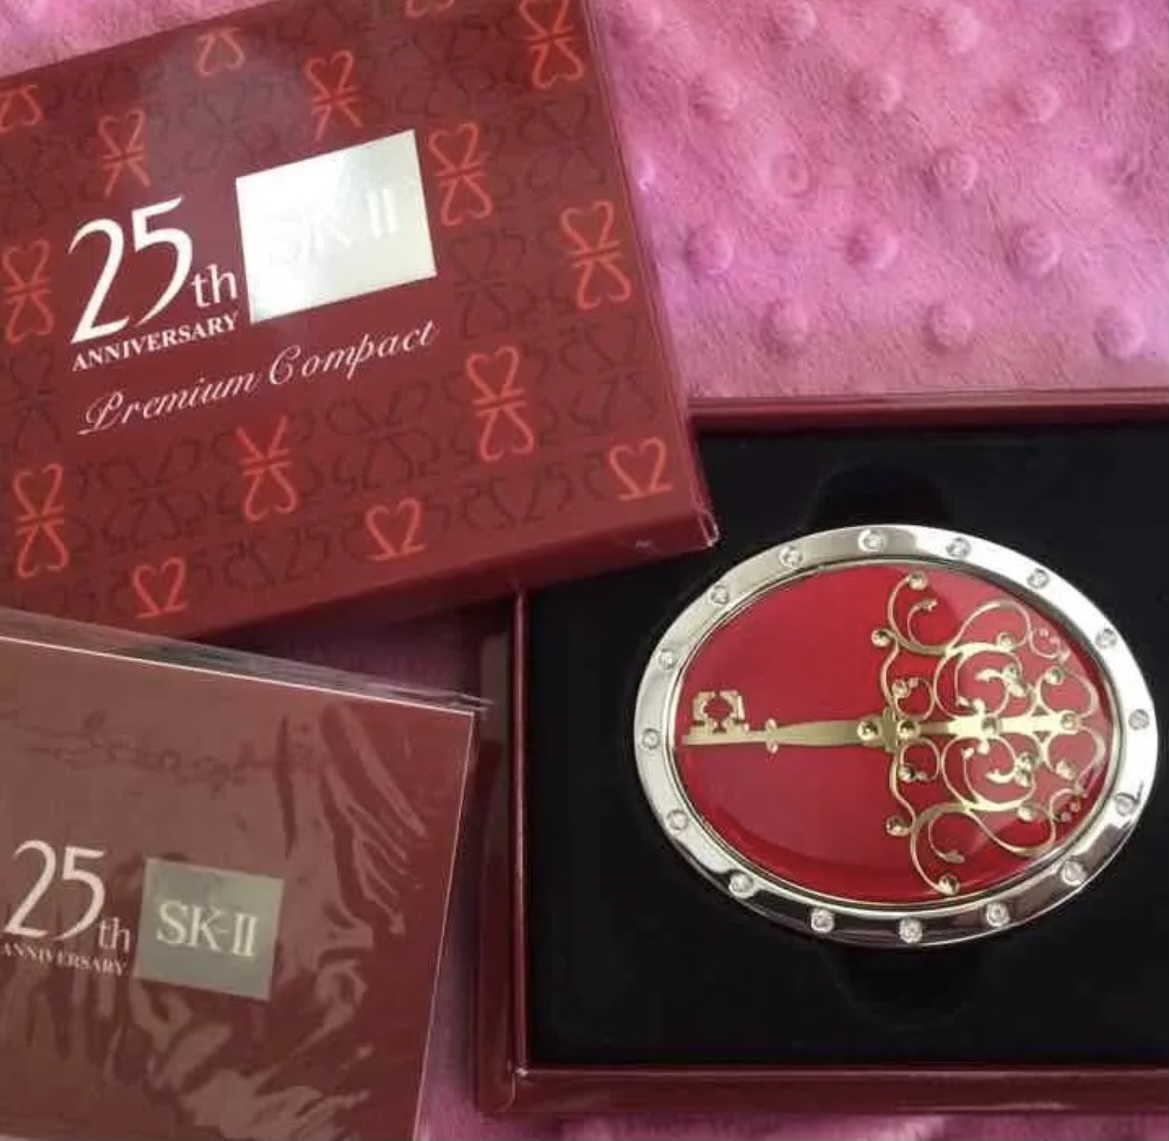 25th
ANNIVERSARY
SK-II
Premium Compact
25th
ANNIVERSARY
SK-II